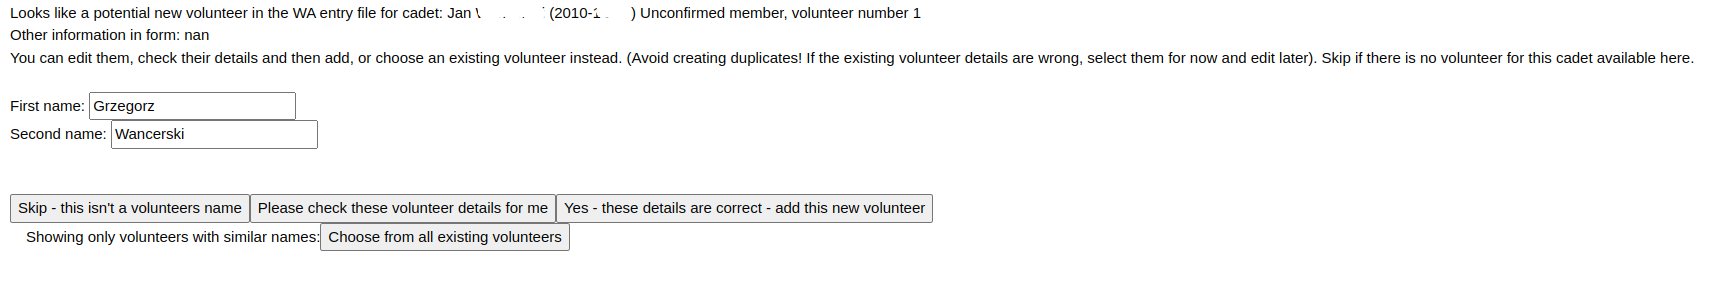 Looks like a potential new volunteer in the WA entry file for cadet: Jan (2010- ) Unconfirmed member, volunteer number 1
Other information in form: nan
You can edit them, check their details and then add, or choose an existing volunteer instead. (Avoid creating duplicates! If the existing volunteer details are wrong, select them for now and edit later). Skip if there is no volunteer for this cadet available here.
First name: Grzegorz
Second name: Wancerski
Skip - this isn't a volunteers name Please check these volunteer details for me Yes - these details are correct - add this new volunteer
Showing only volunteers with similar names: Choose from all existing volunteers